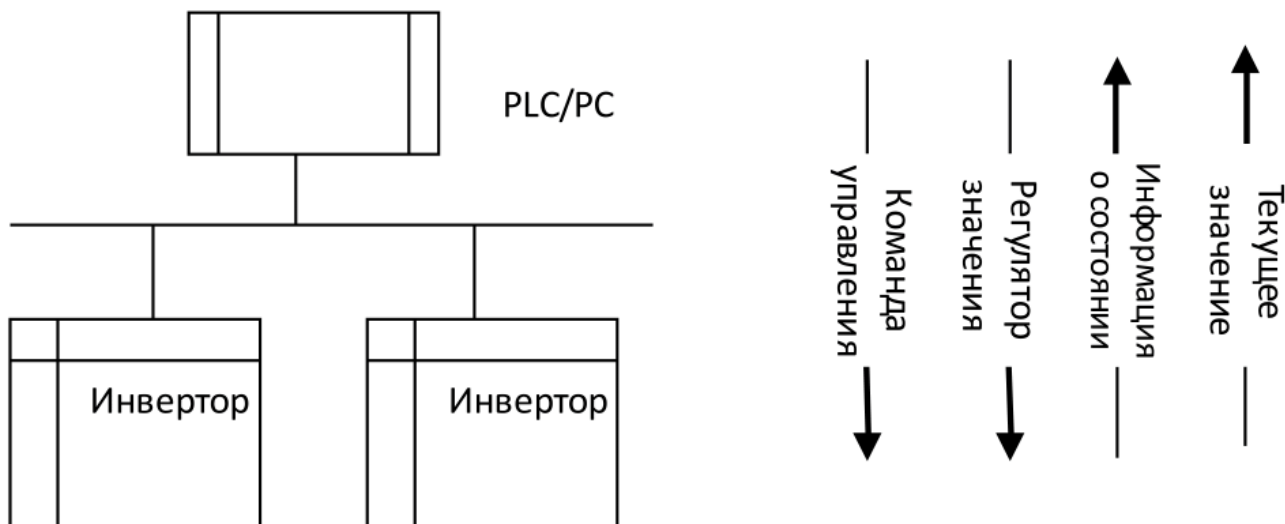 PLC/PC
Инвертор
Инвертор
Команда
управления
Регулятор
значения
Информация
о состоянии
Текущее
значение